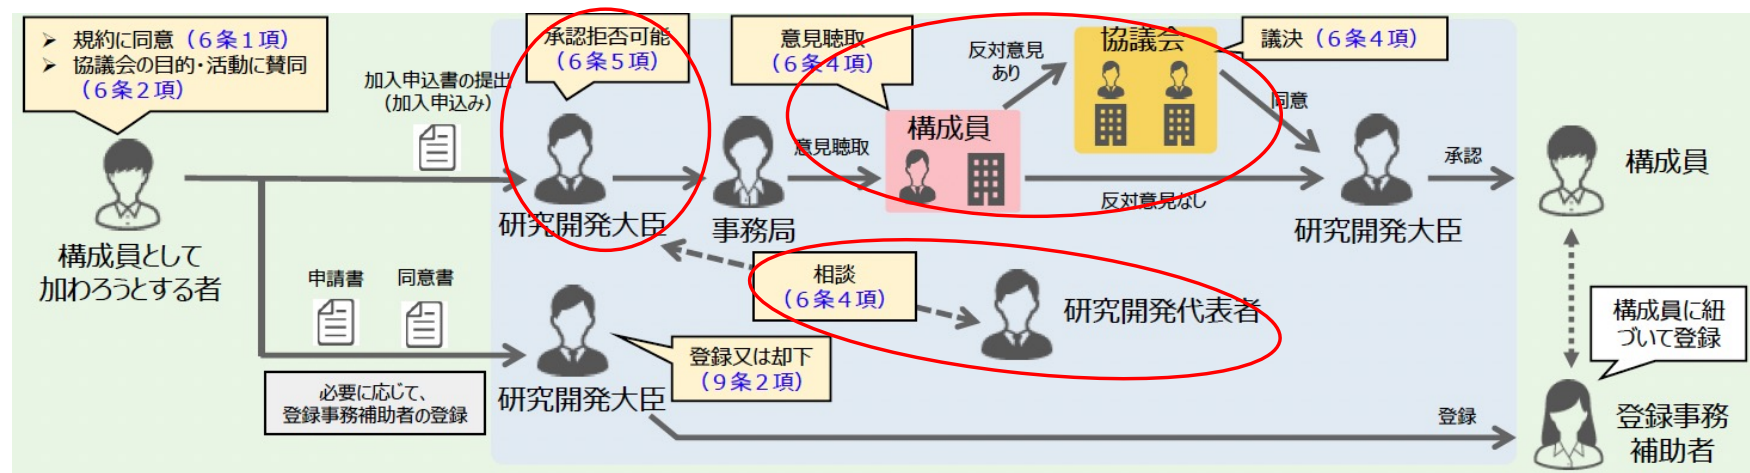 ➢ 規約に同意（６条１項）
➢ 協議会の目的・活動に賛同
（６条２項）
構成員として
加わろうとする者
加入申込書の提出
(加入申込み)
承認拒否可能
（６条５項）
研究開発大臣
事務局
意見聴取
意見聴取
（６条４項）
構成員
反対意見
あり
協議会
議決（６条４項）
同意
反対意見なし
研究開発大臣
承認
構成員
相談
（６条４項）
研究開発代表者
申請書
同意書
必要に応じて、
登録事務補助者の登録
研究開発大臣
登録又は却下
（９条２項）
登録
構成員に紐
づいて登録
登録事務
補助者